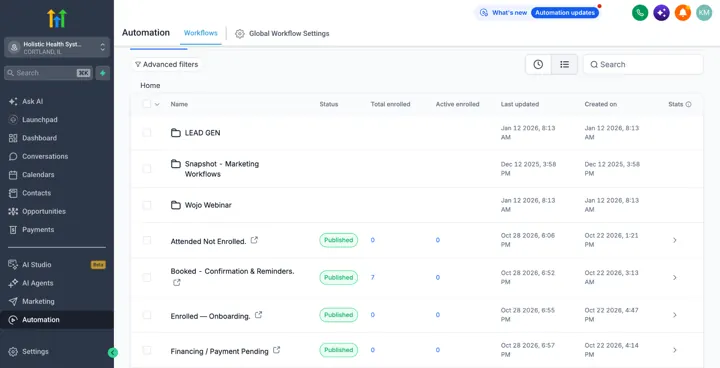 What's new
Automation updates
KM
Automation
Workflows
Global Workflow Settings
Holistic Health Syst...
CORTLAND, IL
Search
⌘K
Ask AI
Launchpad
Dashboard
Conversations
Calendars
Contacts
Opportunities
Payments
AI Studio
Beta
AI Agents
Marketing
Automation
Settings
Advanced filters
Search
Home
Name Status Total enrolled Active enrolled Last updated Created on Stats
LEAD GEN Jan 12 2026, 8:13 AM Jan 12 2026, 8:13 AM
Snapshot - Marketing Workflows Dec 12 2025, 3:58 PM Dec 12 2025, 3:58 PM
Wojo Webinar Jan 12 2026, 8:13 AM Jan 12 2026, 8:13 AM
Attended Not Enrolled. Published 0 0 Oct 28 2026, 6:06 PM Oct 22 2026, 1:21 PM
Booked - Confirmation & Reminders. Published 7 0 Oct 28 2026, 6:52 PM Oct 22 2026, 3:13 AM
Enrolled — Onboarding. Published 0 0 Oct 28 2026, 6:55 PM Oct 22 2026, 4:47 PM
Financing / Payment Pending Published 0 0 Oct 28 2026, 6:57 PM Oct 22 2026, 4:14 PM